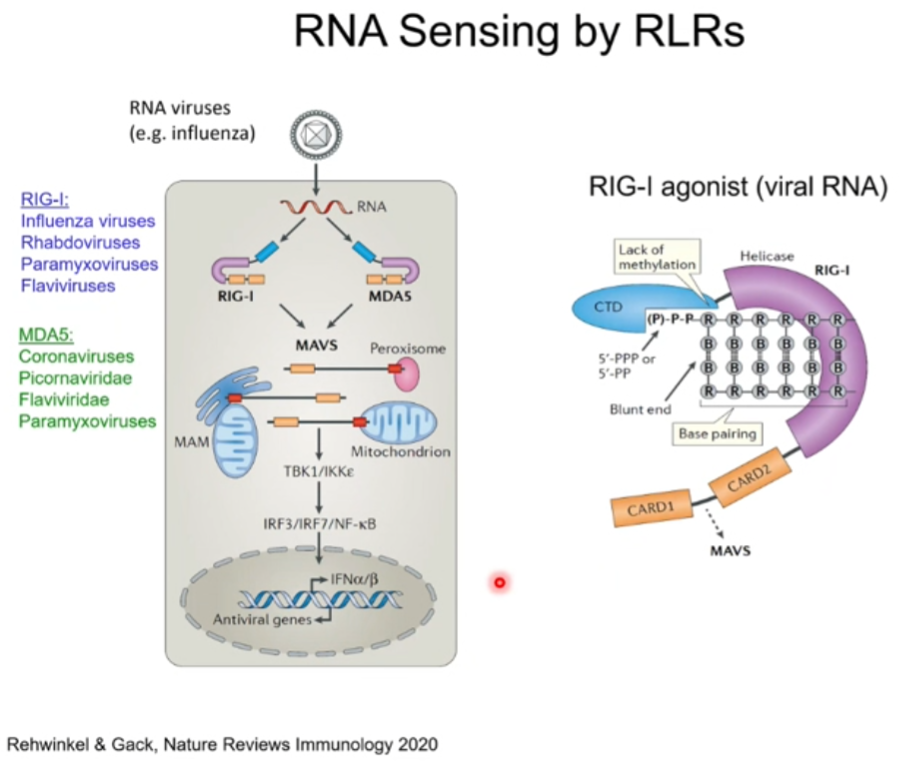 RNA Sensing by RLRs
RNA viruses
(e.g. influenza)
RIG-I:
Influenza viruses
Rhabdoviruses
Paramyxoviruses
Flaviviruses
MDA5:
Coronaviruses
Picornaviridae
Flaviviridae
Paramyxoviruses
RNA
RIG-I
MDA5
MAVS
Peroxisome
MAM
Mitochondrion
TBK1/IKKε
IRF3/IRF7/NF-κB
IFNα/β
Antiviral genes
RIG-I agonist (viral RNA)
Lack of
methylation
Helicase
RIG-I
CTD
(P)-P-P-R-R-R-R-R-R
B B B B B B
B B B B B B
R-R-R-R-R-R
5'-PPP or
5'-PP
Blunt end
Base pairing
CARD2
CARD1
MAVS
Rehwinkel & Gack, Nature Reviews Immunology 2020